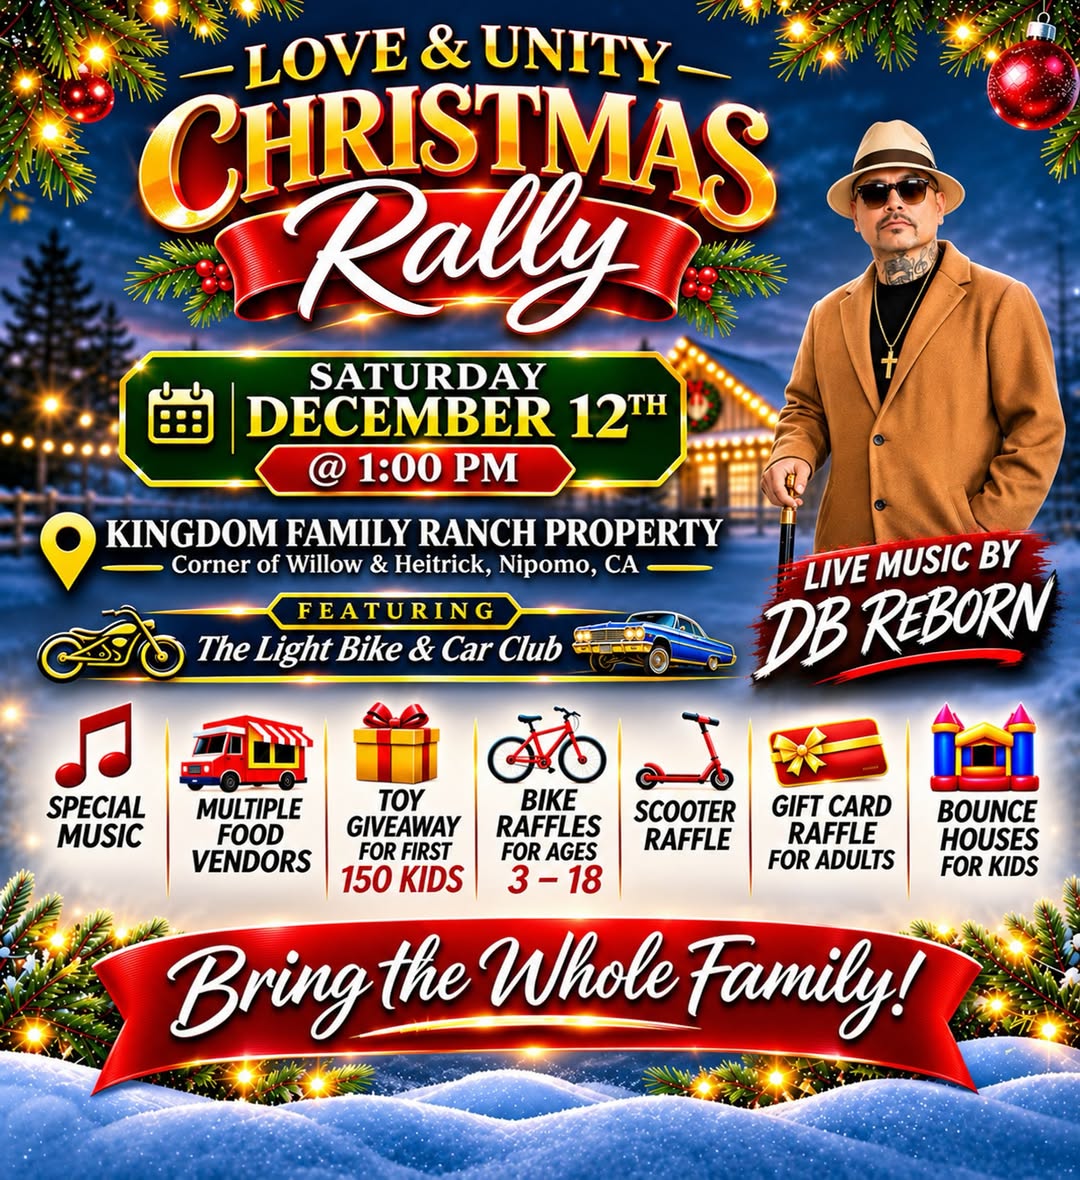 LOVE & UNITY
CHRISTMAS
Rally
SATURDAY
DECEMBER 12TH
@ 1:00 PM
KINGDOM FAMILY RANCH PROPERTY
Corner of Willow & Heitrick, Nipomo, CA
FEATURING
The Light Bike & Car Club
LIVE MUSIC BY
DB REBORN
SPECIAL
MUSIC
MULTIPLE
FOOD
VENDORS
TOY
GIVEAWAY
FOR FIRST
150 KIDS
BIKE
RAFFLES
FOR AGES
3 – 18
SCOOTER
RAFFLE
GIFT CARD
RAFFLE
FOR ADULTS
BOUNCE
HOUSES
FOR KIDS
Bring the Whole Family!